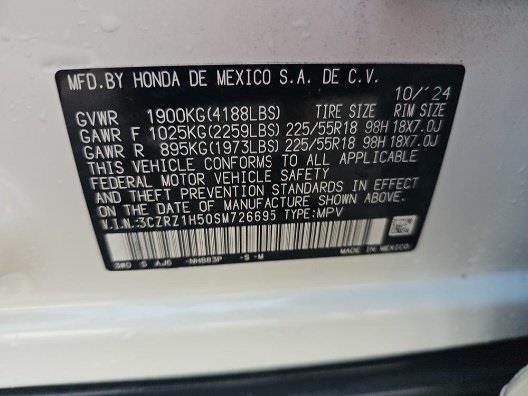 MFD.BY HONDA DE MEXICO S.A. DE C.V.
10/'24
GVWR 1900KG(4188LBS) TIRE SIZE RIM SIZE
GAWR F 1025KG(2259LBS) 225/55R18 98H 18X7.0J
GAWR R 895KG(1973LBS) 225/55R18 98H 18X7.0J
THIS VEHICLE CONFORMS TO ALL APPLICABLE
FEDERAL MOTOR VEHICLE SAFETY
AND THEFT PREVENTION STANDARDS IN EFFECT
ON THE DATE OF MANUFACTURE SHOWN ABOVE.
V.I.N.:3CZRZ1H50SM726695 TYPE:MPV
MADE IN MEXICO
3W0 S AJ6 -NH883P -S -M